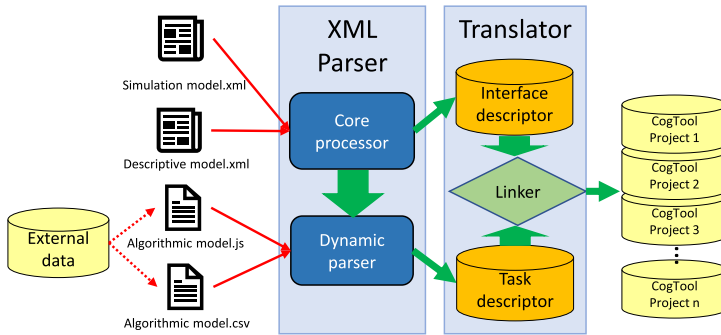 XML
Parser
Translator
Simulation model.xml
Descriptive model.xml
Algorithmic model.js
Algorithmic model.csv
External
data
Core
processor
Dynamic
parser
Interface
descriptor
Linker
Task
descriptor
CogTool
Project 1
CogTool
Project 2
CogTool
Project 3
CogTool
Project n